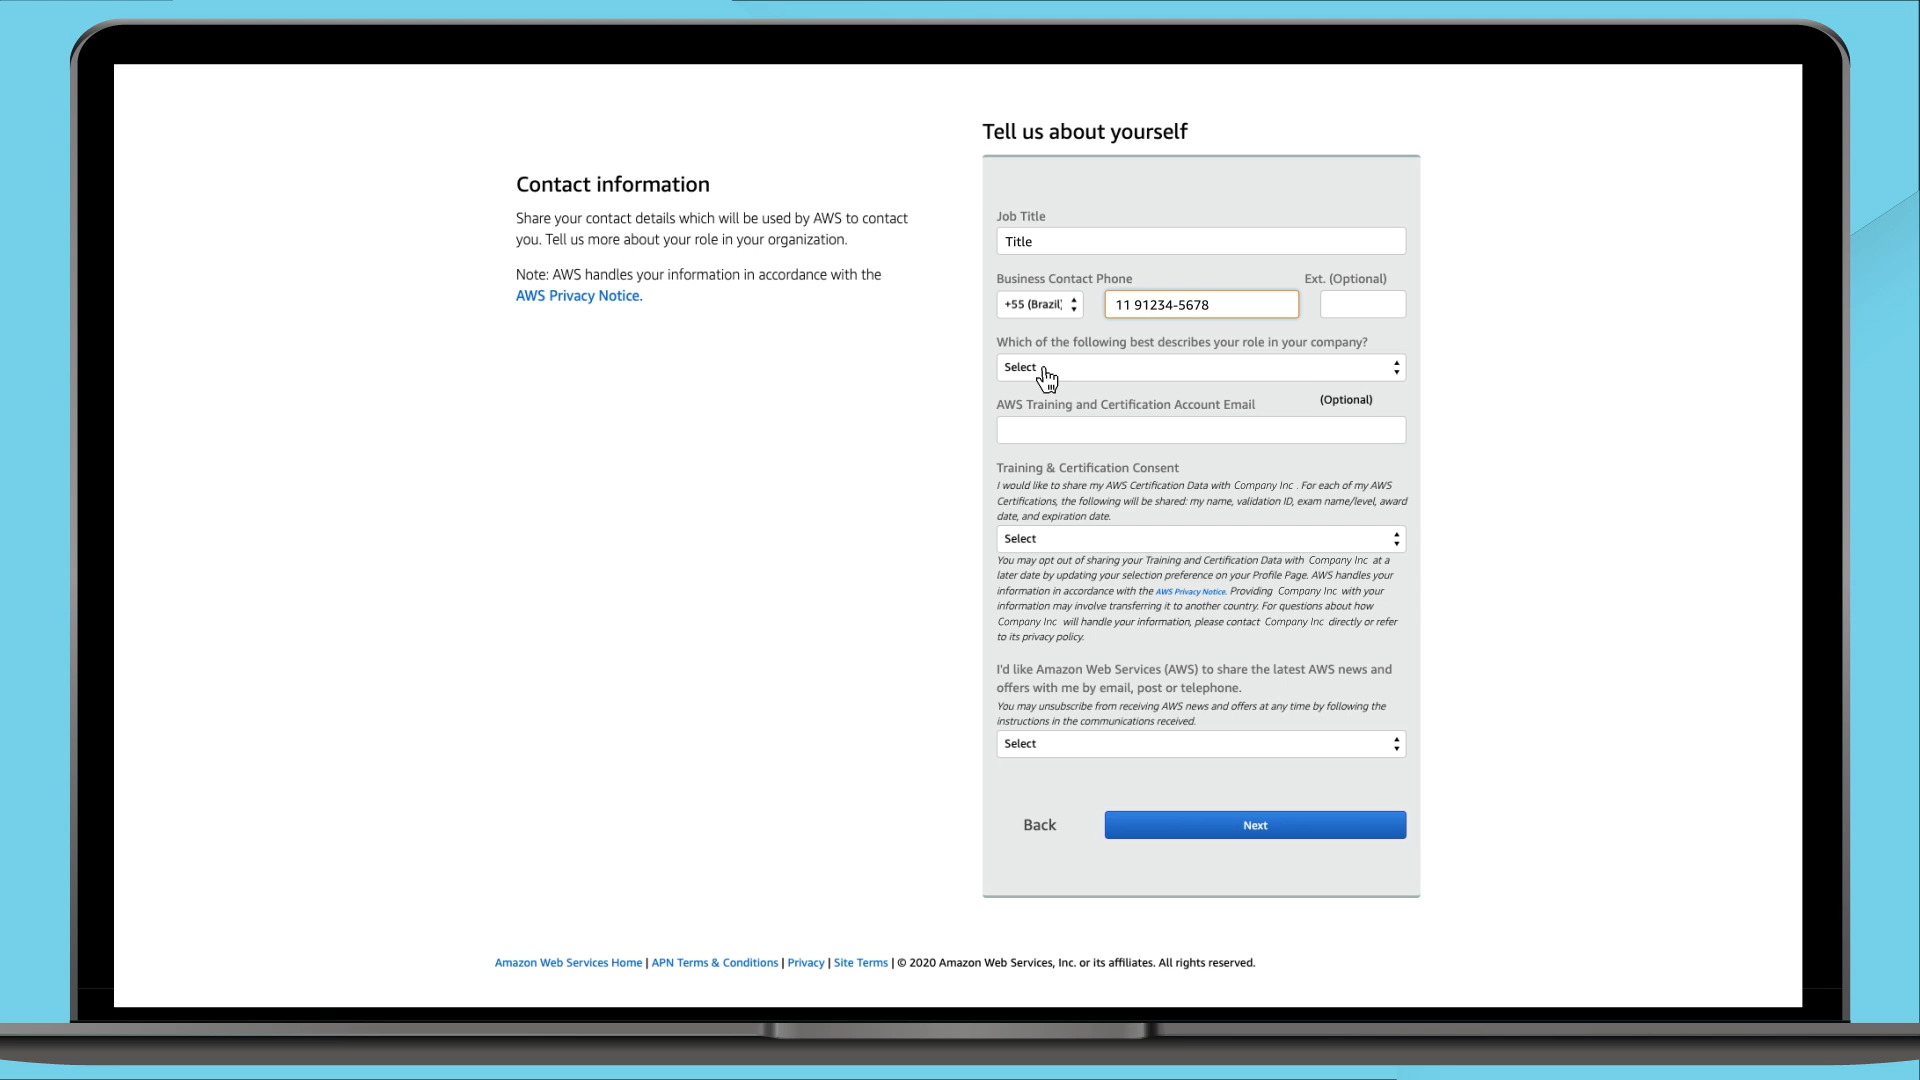 Tell us about yourself
Contact information
Share your contact details which will be used by AWS to contact
you. Tell us more about your role in your organization.
Note: AWS handles your information in accordance with the
AWS Privacy Notice.
Job Title
Title
Business Contact Phone Ext. (Optional)
+55 (Brazil) 11 91234-5678
Which of the following best describes your role in your company?
Select
AWS Training and Certification Account Email (Optional)
Training & Certification Consent
I would like to share my AWS Certification Data with Company Inc . For each of my AWS
Certifications, the following will be shared: my name, validation ID, exam name/level, award
date, and expiration date.
Select
You may opt out of sharing your Training and Certification Data with Company Inc at a
later date by updating your selection preference on your Profile Page. AWS handles your
information in accordance with the AWS Privacy Notice. Providing Company Inc with your
information may involve transferring it to another country. For questions about how
Company Inc will handle your information, please contact Company Inc directly or refer
to its privacy policy.
I'd like Amazon Web Services (AWS) to share the latest AWS news and
offers with me by email, post or telephone.
You may unsubscribe from receiving AWS news and offers at any time by following the
instructions in the communications received.
Select
Back Next
Amazon Web Services Home | APN Terms & Conditions | Privacy | Site Terms | © 2020 Amazon Web Services, Inc. or its affiliates. All rights reserved.